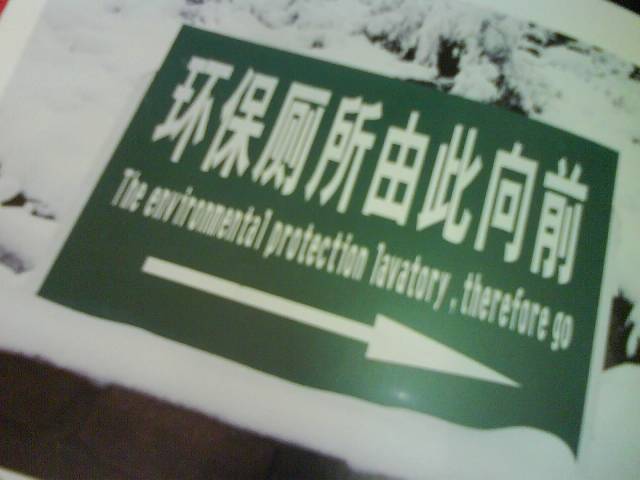 环保厕所由此向前
The environmental protection lavatory , therefore go